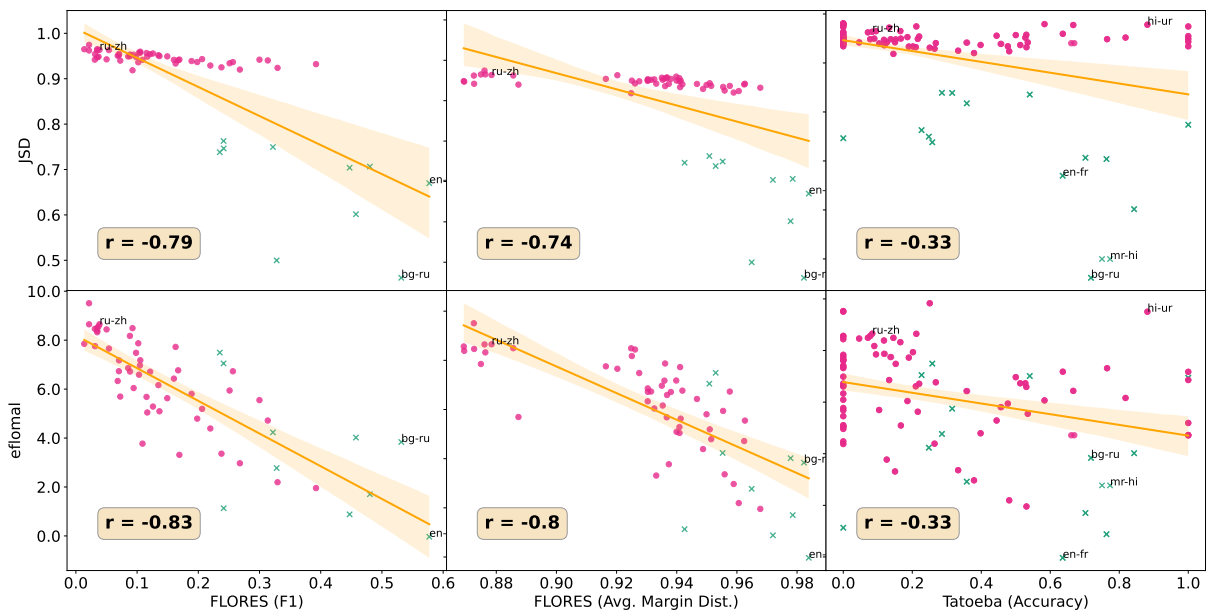 1.0
0.9
0.8
0.7
0.6
0.5
JSD
ru-zh
en-
bg-ru
r = -0.79
ru-zh
en-
bg-r
r = -0.74
ru-zh
hi-ur
en-fr
mr-hi
bg-ru
r = -0.33
10.0
8.0
6.0
4.0
2.0
0.0
eflomal
ru-zh
bg-ru
en-
r = -0.83
ru-zh
bg-r
en-
r = -0.8
ru-zh
hi-ur
bg-ru
mr-hi
en-fr
r = -0.33
0.0 0.1 0.2 0.3 0.4 0.5 0.6
FLORES (F1)
0.88 0.90 0.92 0.94 0.96 0.98
FLORES (Avg. Margin Dist.)
0.0 0.2 0.4 0.6 0.8 1.0
Tatoeba (Accuracy)